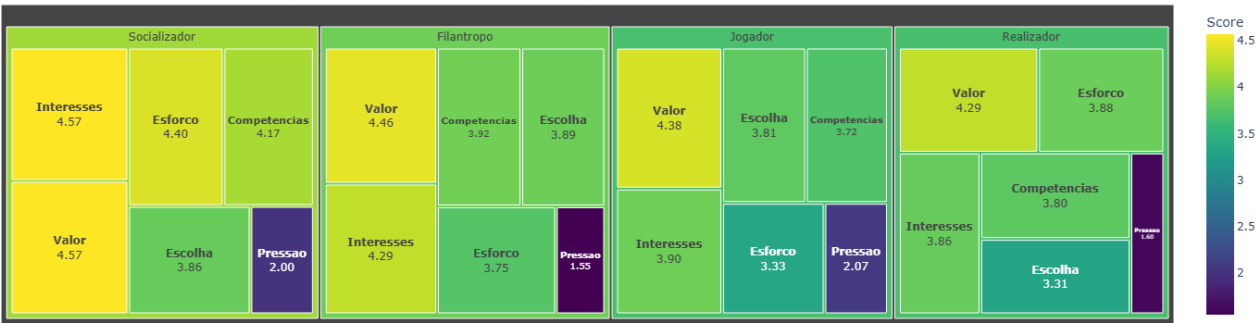 Socializador
Interesses
4.57
Valor
4.57
Esforco
4.40
Competencias
4.17
Escolha
3.86
Pressao
2.00
Filantropo
Valor
4.46
Interesses
4.29
Competencias
3.92
Escolha
3.89
Esforco
3.75
Pressao
1.55
Jogador
Valor
4.38
Interesses
3.90
Escolha
3.81
Competencias
3.72
Esforco
3.33
Pressao
2.07
Realizador
Valor
4.29
Esforco
3.88
Interesses
3.86
Competencias
3.80
Escolha
3.31
Pressao
1.60
Score
4.5
4
3.5
3
2.5
2